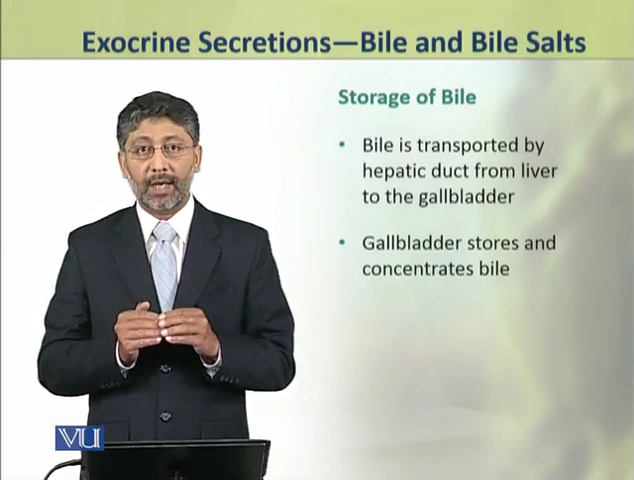 Exocrine Secretions—Bile and Bile Salts
Storage of Bile
• Bile is transported by
hepatic duct from liver
to the gallbladder
• Gallbladder stores and
concentrates bile
VU